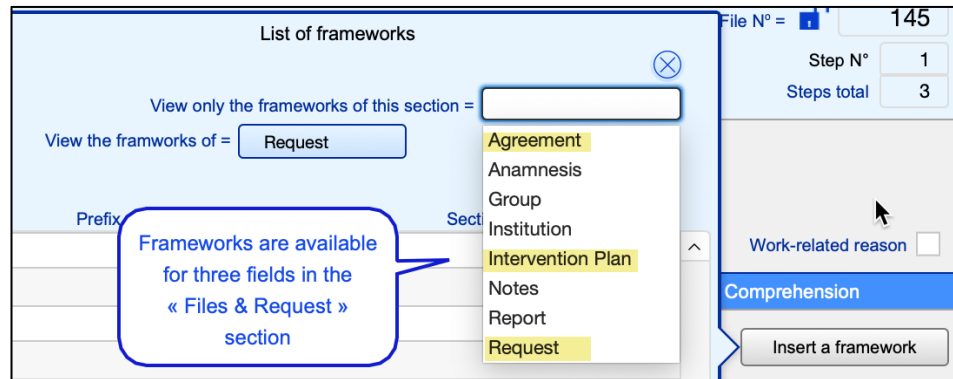 List of frameworks
File Nº =
145
Step N°
1
Steps total
3
View only the frameworks of this section =
View the framworks of =
Request
Agreement
Anamnesis
Group
Institution
Intervention Plan
Notes
Report
Request
Prefix
Secti
Frameworks are available
for three fields in the
« Files & Request »
section
Work-related reason
Comprehension
Insert a framework